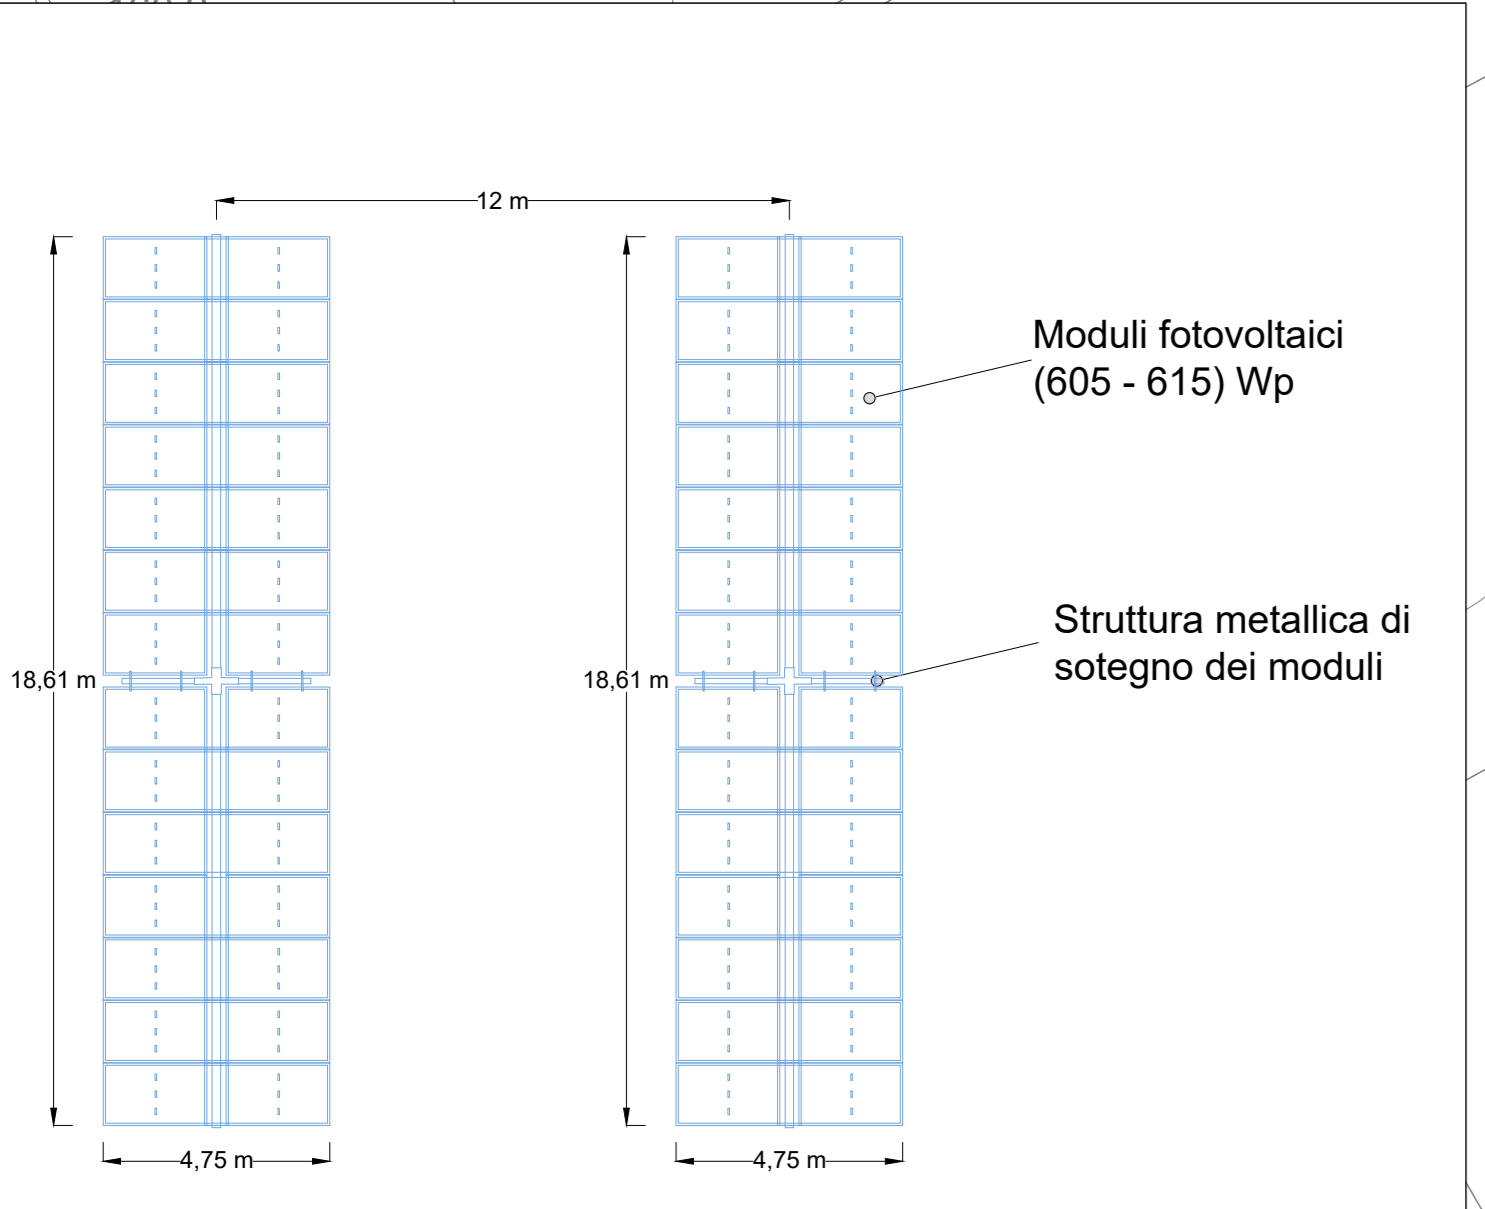 12 m
Moduli fotovoltaici
(605 - 615) Wp
Struttura metallica di
sotegno dei moduli
18,61 m
18,61 m
4,75 m
4,75 m